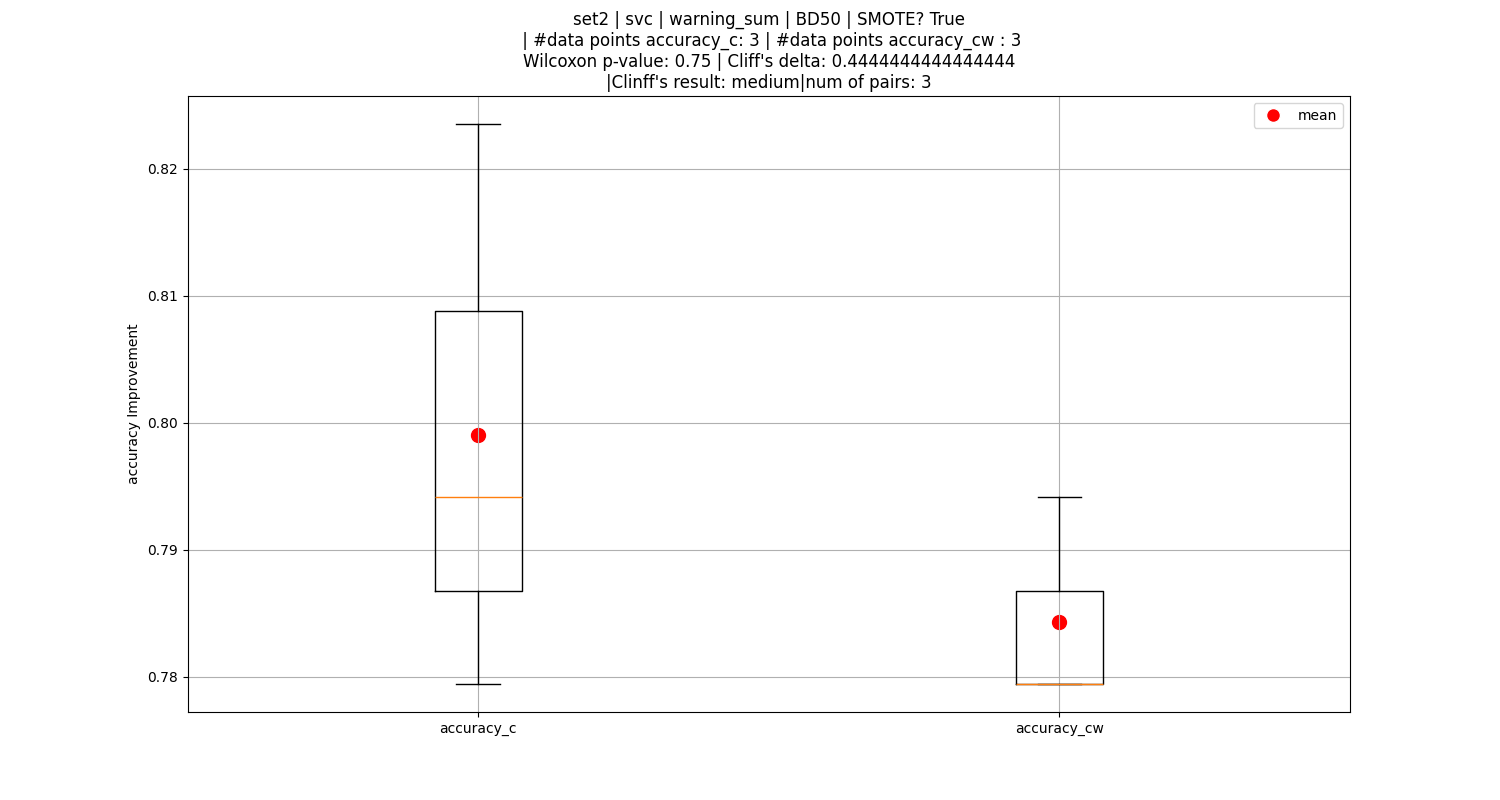 set2 | svc | warning_sum | BD50 | SMOTE? True
| #data points accuracy_c: 3 | #data points accuracy_cw : 3
Wilcoxon p-value: 0.75 | Cliff's delta: 0.4444444444444444
|Clinff's result: medium|num of pairs: 3
mean
0.82
0.81
0.80
0.79
0.78
accuracy Improvement
accuracy_c
accuracy_cw